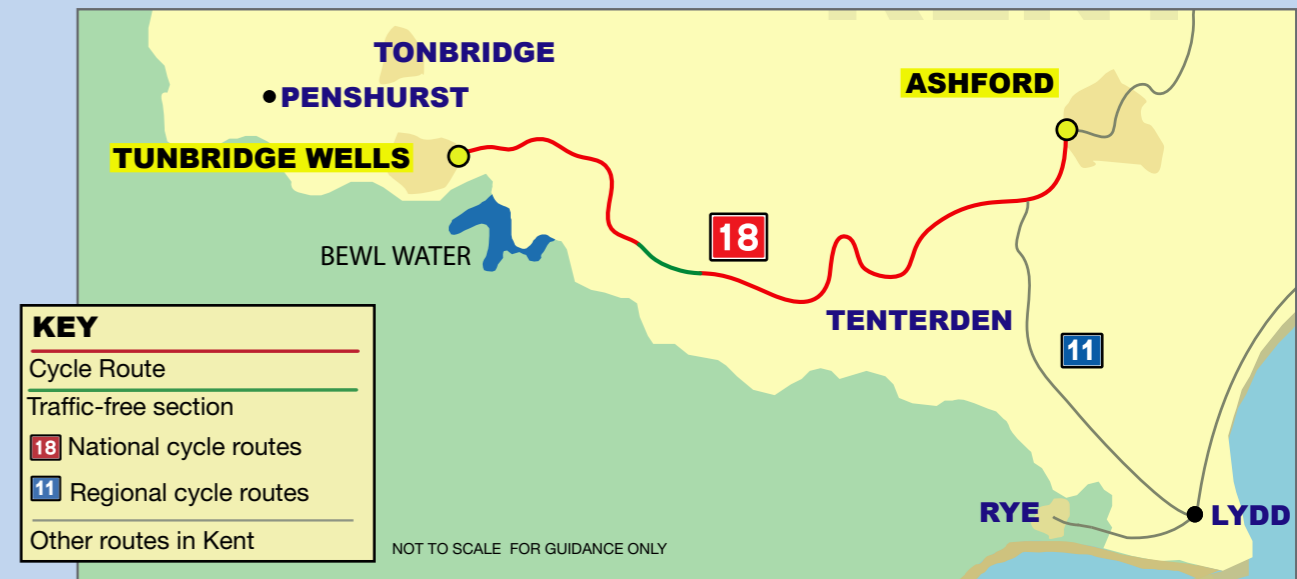 KENT
TONBRIDGE
PENSHURST
ASHFORD
TUNBRIDGE WELLS
18
BEWL WATER
TENTERDEN
11
RYE
LYDD
KEY
Cycle Route
Traffic-free section
18 National cycle routes
11 Regional cycle routes
Other routes in Kent
NOT TO SCALE FOR GUIDANCE ONLY